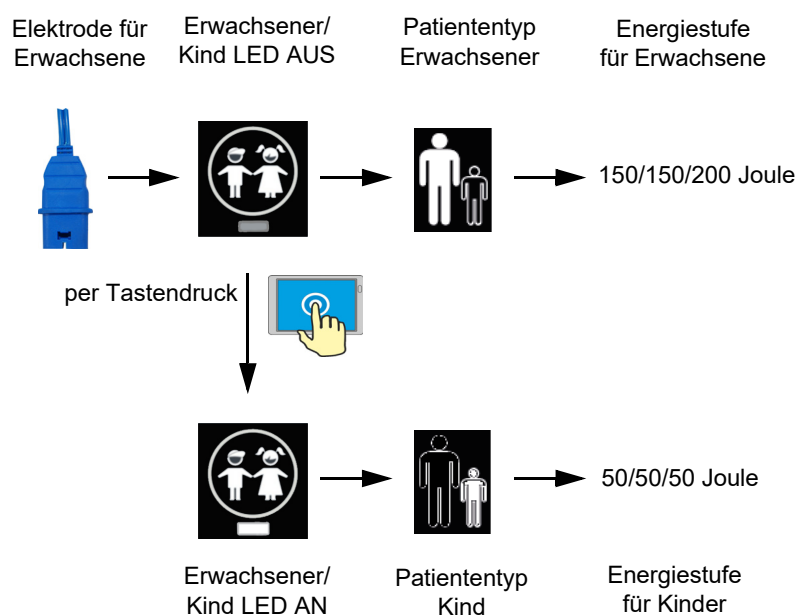 Elektrode für
Erwachsene
Erwachsener/
Kind LED AUS
Patiententyp
Erwachsener
Energiestufe
für Erwachsene
150/150/200 Joule
per Tastendruck
50/50/50 Joule
Erwachsener/
Kind LED AN
Patiententyp
Kind
Energiestufe
für Kinder